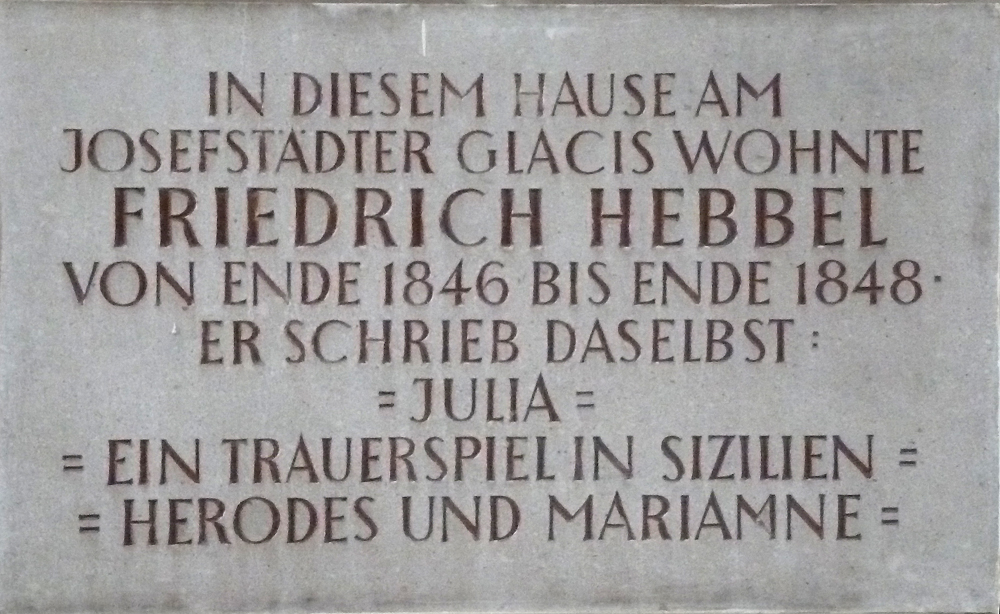 IN DIESEM HAUSE AM
JOSEFSTÄDTER GLACIS WOHNTE
FRIEDRICH HEBBEL
VON ENDE 1846 BIS ENDE 1848·
ER SCHRIEB DASELBST:
=JULIA=
=EIN TRAUERSPIEL IN SIZILIEN=
=HERODES UND MARIAMNE=